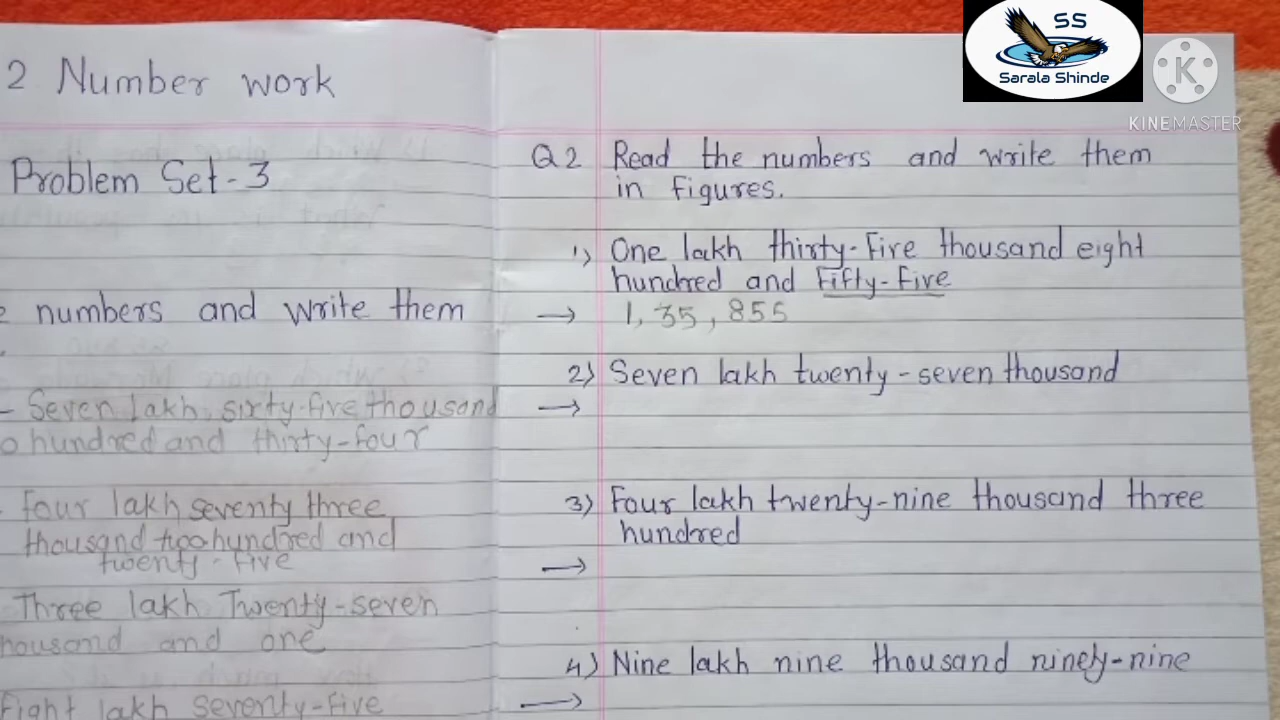 SS
Sarala Shinde
KINEMASTER
2 Number work
Problem Set-3
numbers and write them
- Seven lakh, sixty-five thousand
hundred and thirty-four
four lakh seventy three
thousand two hundred and
twenty-five
Three lakh Twenty-seven
and one
Eight lakh seventy-five
Q2 Read the numbers and write them
in figures.
1) One lakh thirty-five thousand eight
hundred and fifty-five
→ 1,35,855
2) Seven lakh twenty-seven thousand
→
3) Four lakh twenty-nine thousand three
hundred
→
4) Nine lakh nine thousand ninety-nine
→